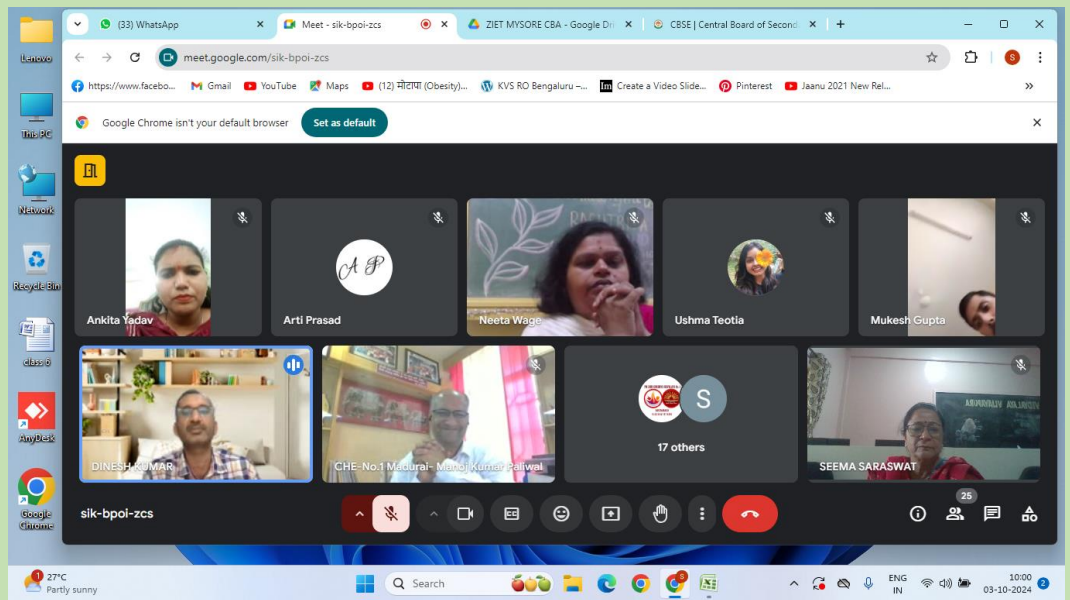 (33) WhatsApp
Meet - sik-bpoi-zcs
ZIET MYSORE CBA - Google Dri
CBSE | Central Board of Second
meet.google.com/sik-bpoi-zcs
https://www.facebo... Gmail YouTube Maps (12) मोटापा (Obesity)... KVS RO Bengaluru –... Create a Video Slide... Pinterest Jaanu 2021 New Rel...
Google Chrome isn't your default browser Set as default
Lenovo
This PC
Network
Recycle Bin
AnyDesk
Google
Chrome
Ankita Yadav
A P
Arti Prasad
Neeta Wage
Ushma Teotia
Mukesh Gupta
DINESH KUMAR
CHE-No.1 Madurai- Manoj Kumar Paliwal
S
17 others
SEEMA SARASWAT
sik-bpoi-zcs
25
27°C
Partly sunny
Search
ENG
IN
10:00
03-10-2024
2